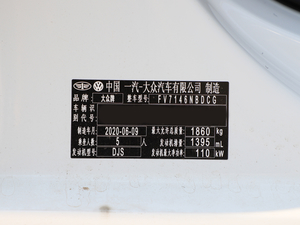 中国 一汽-大众汽车有限公司 制造
品牌 大众牌 整车型号 FV7146NBDCG
车辆识别代号
制造年月 2020-06-09 最大允许总质量 1860 kg
乘坐人数 5 人 发动机排量 1395 mL
发动机型号 DJS 发动机最大净功率 110 kW